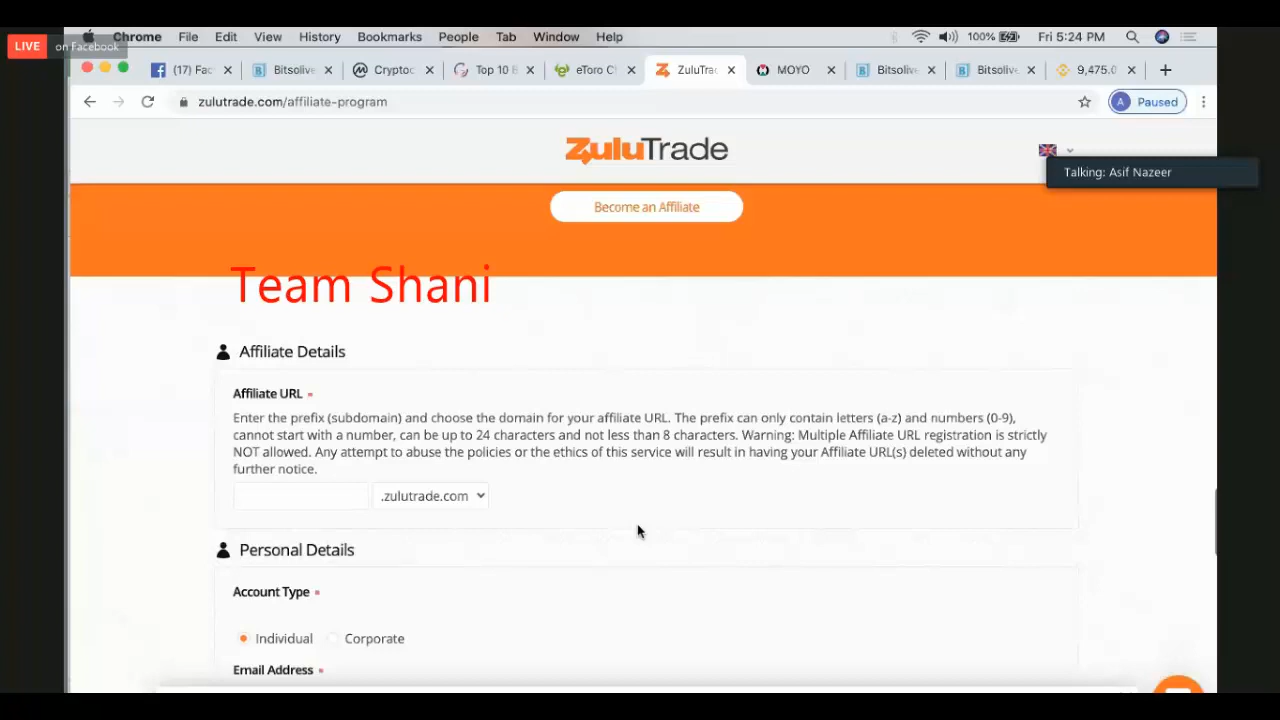 LIVE on Facebook
Chrome File Edit View History Bookmarks People Tab Window Help 100% Fri 5:24 PM
(17) Fac Bitsolive Cryptoc Top 10 eToro Cl ZuluTrad MOYO Bitsolive Bitsolive 9,475.0
zulutrade.com/affiliate-program A Paused
ZuluTrade
Talking: Asif Nazeer
Become an Affiliate
Team Shani
Affiliate Details
Affiliate URL
Enter the prefix (subdomain) and choose the domain for your affiliate URL. The prefix can only contain letters (a-z) and numbers (0-9),
cannot start with a number, can be up to 24 characters and not less than 8 characters. Warning: Multiple Affiliate URL registration is strictly
NOT allowed. Any attempt to abuse the policies or the ethics of this service will result in having your Affiliate URL(s) deleted without any
further notice.
.zulutrade.com
Personal Details
Account Type
Individual Corporate
Email Address